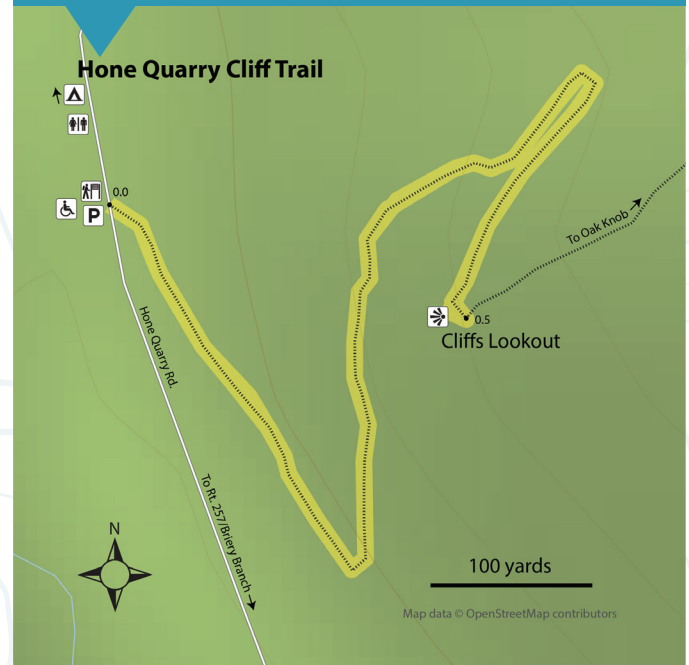 Hone Quarry Cliff Trail
0.0
P
To Oak Knob
0.5
Cliffs Lookout
Hone Quarry Rd.
To Rt. 257/Briery Branch
N
100 yards
Map data © OpenStreetMap contributors